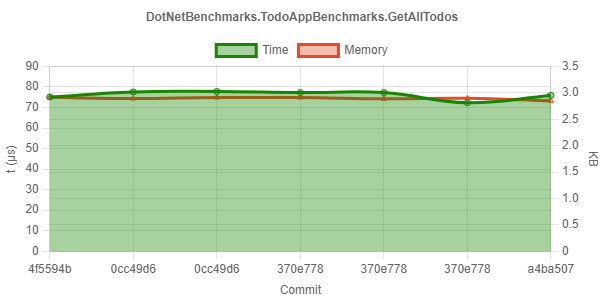 DotNetBenchmarks.TodoAppBenchmarks.GetAllTodos
Time Memory
90 3.5
80 3.0
70 2.5
60 2.0
50 1.5
40 1.0
30 0.5
20 0
10
0
t (µs)
KB
4f5594b 0cc49d6 0cc49d6 370e778 370e778 370e778 a4ba507
Commit